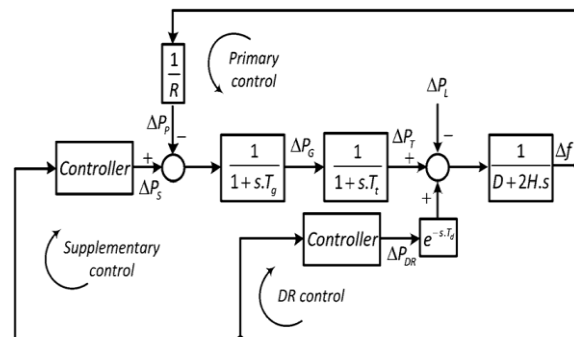 1
R
Primary
control
ΔP_P
−
ΔP_L
−
Controller
+
ΔP_S
1
1+s.T_g
ΔP_G
1
1+s.T_t
ΔP_T
+
1
D+2H.s
Δf
+
Supplementary
control
Controller
ΔP_DR
e^{-s.T_d}
DR control